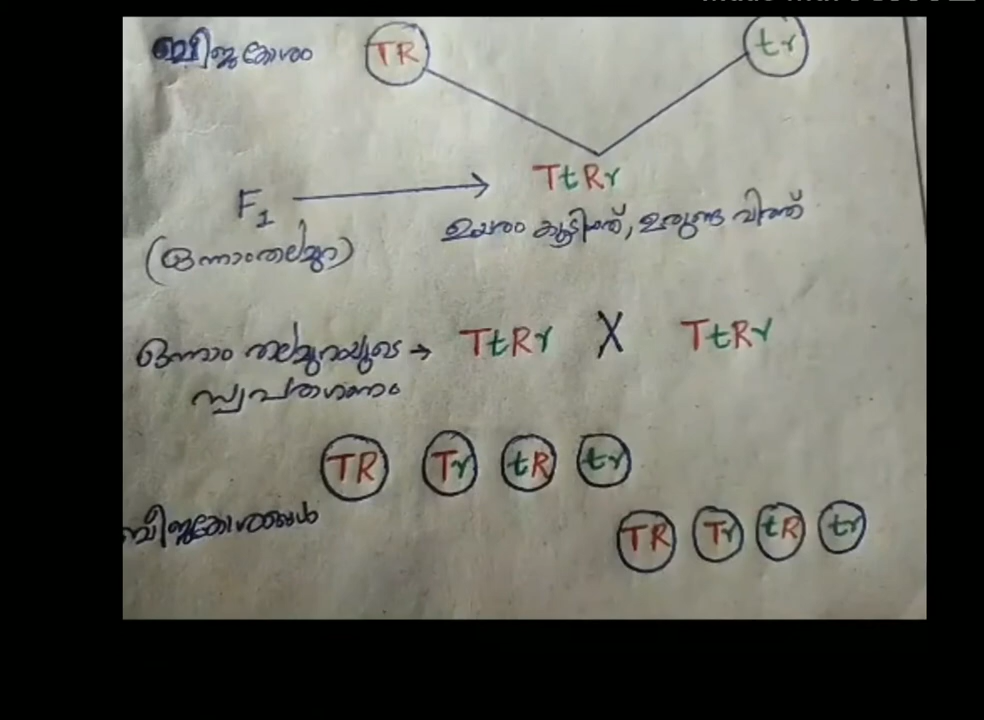 ബീജകോശം TR tr
TtRr
F1
ഉയരം കൂടിയത്, ഉരുണ്ട വിത്ത്
(ഒന്നാംതലമുറ)
ഒന്നാം തലമുറയുടെ → TtRr X TtRr
സ്വപരാഗണം
TR Tr tR tr
ബീജകോശങ്ങൾ
TR Tr tR tr